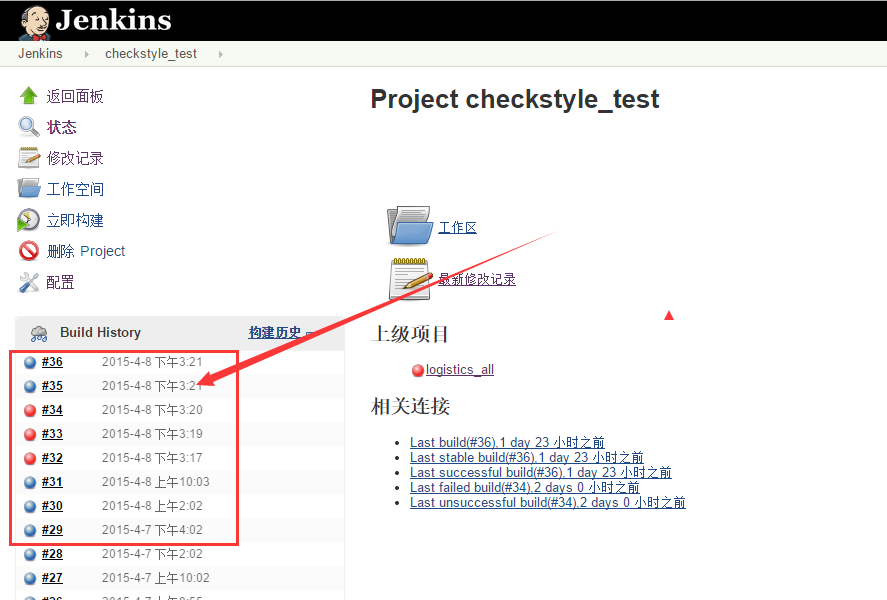 Jenkins
Jenkins checkstyle_test
返回面板
状态
修改记录
工作空间
立即构建
删除 Project
配置
Build History 构建历史
#36 2015-4-8 下午3:21
#35 2015-4-8 下午3:21
#34 2015-4-8 下午3:20
#33 2015-4-8 下午3:19
#32 2015-4-8 下午3:17
#31 2015-4-8 上午10:03
#30 2015-4-8 上午2:02
#29 2015-4-7 下午4:02
#28 2015-4-7 下午2:02
#27 2015-4-7 上午10:02
Project checkstyle_test
工作区
最新修改记录
上级项目
logistics_all
相关连接
Last build(#36),1 day 23 小时之前
Last stable build(#36),1 day 23 小时之前
Last successful build(#36),1 day 23 小时之前
Last failed build(#34),2 days 0 小时之前
Last unsuccessful build(#34),2 days 0 小时之前